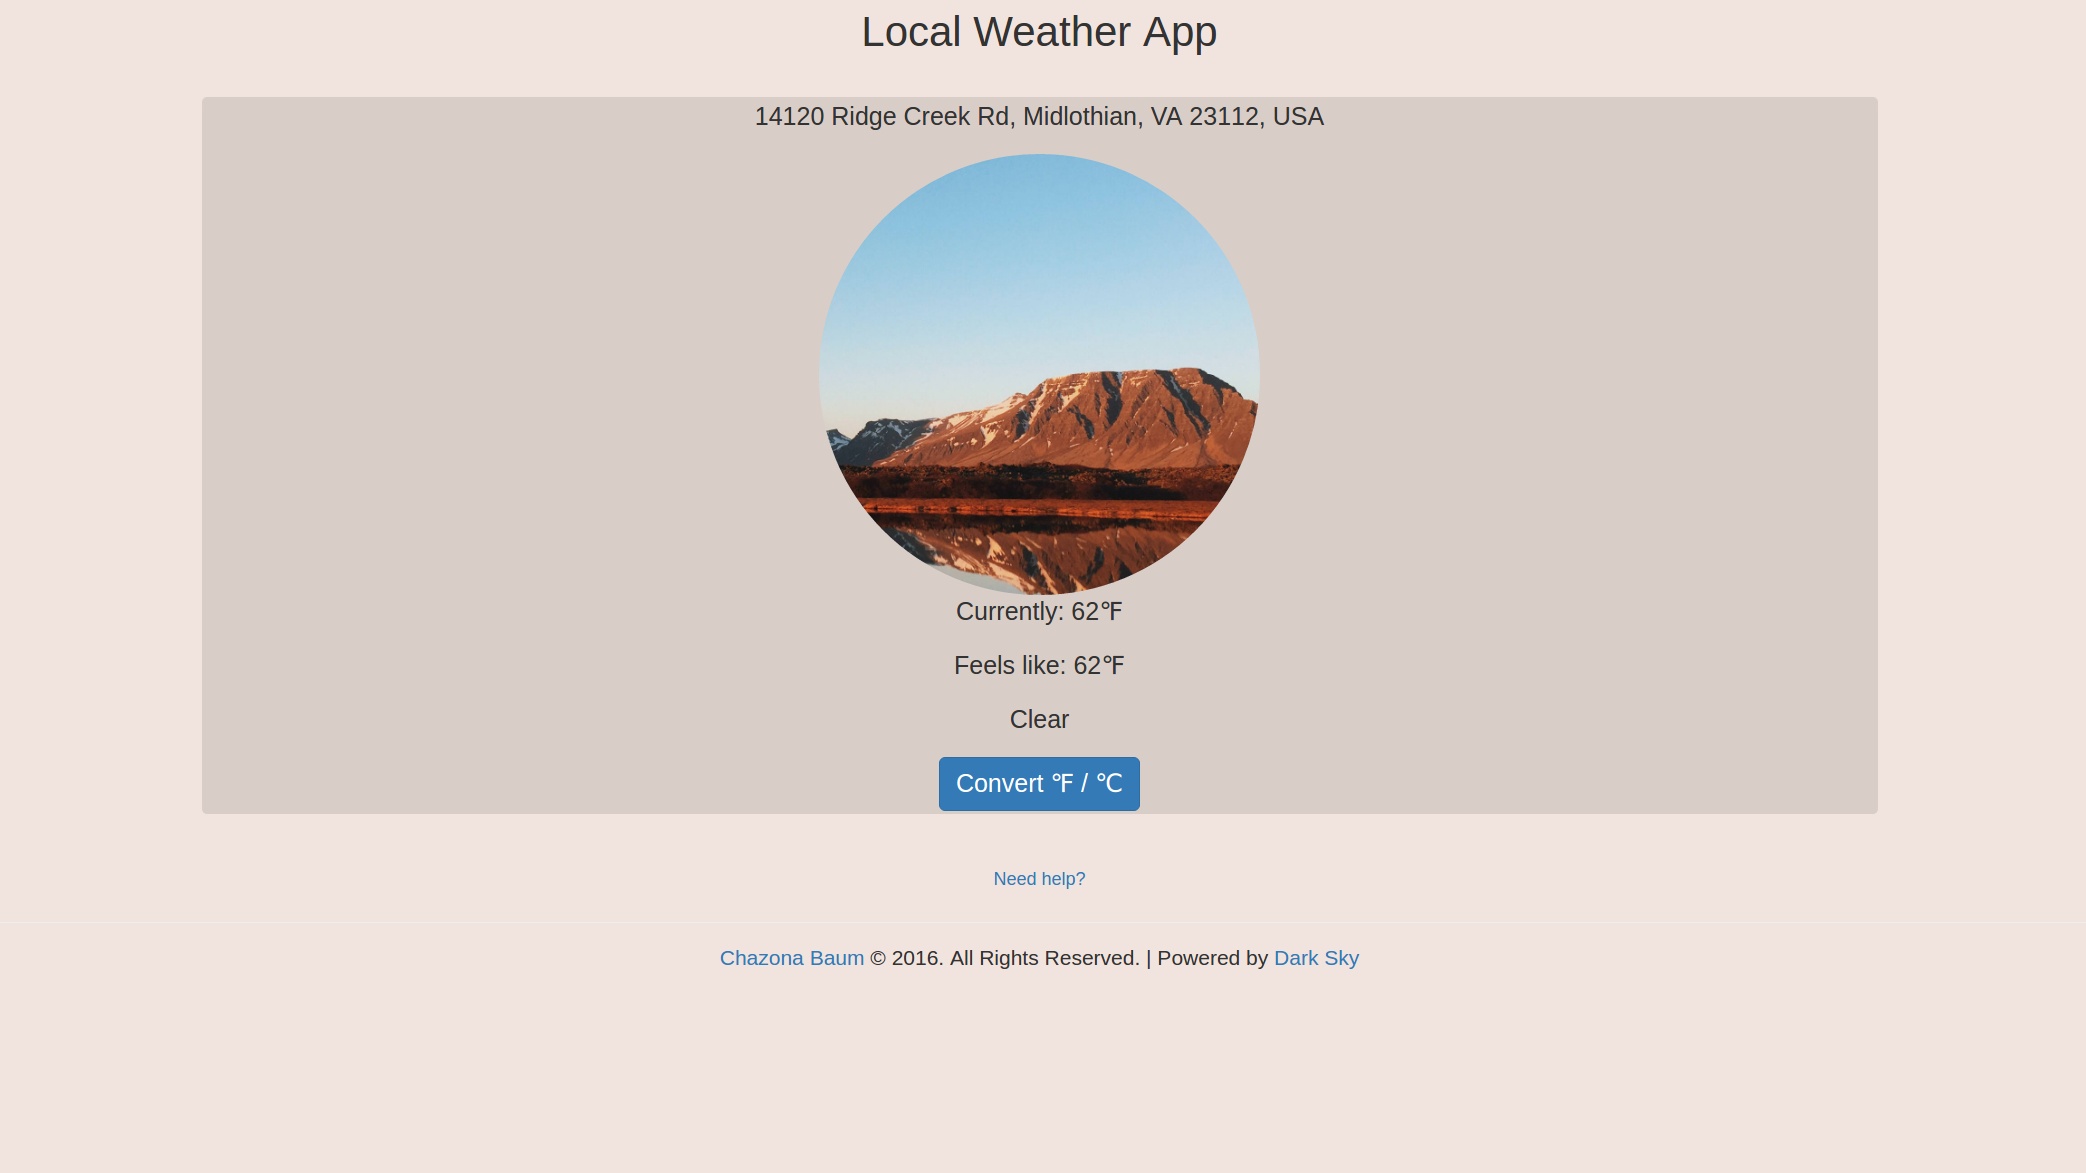 Local Weather App
14120 Ridge Creek Rd, Midlothian, VA 23112, USA
Currently: 62℉
Feels like: 62℉
Clear
Convert ℉ / ℃
Need help?
Chazona Baum © 2016. All Rights Reserved. | Powered by Dark Sky